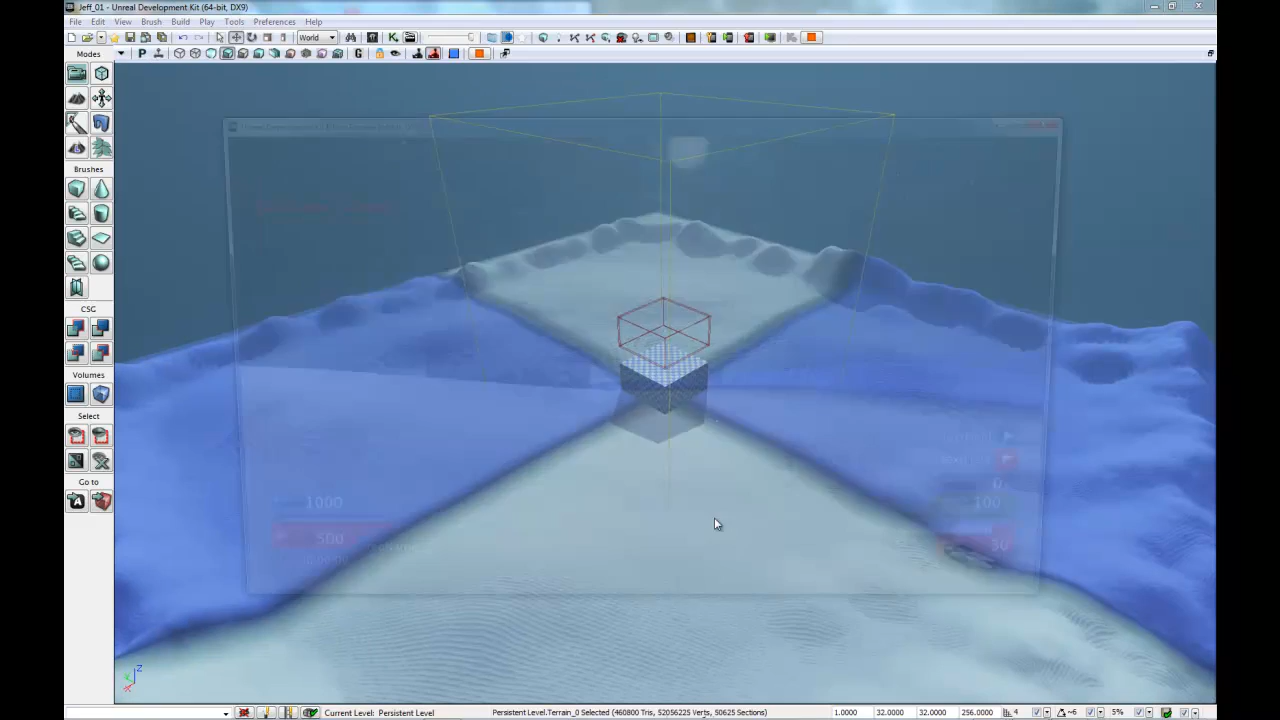 Jeff_01 - Unreal Development Kit (64-bit, DX9)
File Edit View Brush Build Play Tools Preferences Help
World
Modes
P G
Brushes
CSG
Volumes
Select
Go to
1000
0
100
500
50
Z
X
Current Level: Persistent Level Persistent Level.Terrain_0 Selected (460800 Tris, 52056225 Verts, 50625 Sections) 1.0000 32.0000 32.0000 256.0000 4 ~6 5%